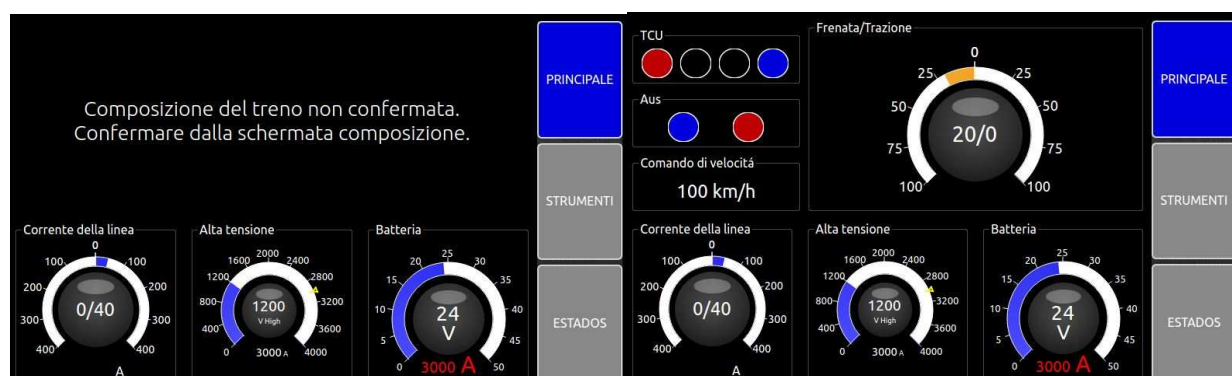 Composizione del treno non confermata.
Confermare dalla schermata composizione.
PRINCIPALE
STRUMENTI
ESTADOS
Corrente della linea
0
100 100
200 200
300 300
400 400
0/40
A
Alta tensione
0
400
800
1200
1600
2000
2400
2800
3200
3600
4000
1200
V High
3000 A
Batteria
0
5
10
15
20
25
30
35
40
45
50
24
V
3000 A
TCU
Aus
Comando di velocitá
100 km/h
Frenata/Trazione
0
25 25
50 50
75 75
100 100
20/0
PRINCIPALE
STRUMENTI
ESTADOS
Corrente della linea
0
100 100
200 200
300 300
400 400
0/40
A
Alta tensione
0
400
800
1200
1600
2000
2400
2800
3200
3600
4000
1200
V High
3000 A
Batteria
0
5
10
15
20
25
30
35
40
45
50
24
V
3000 A